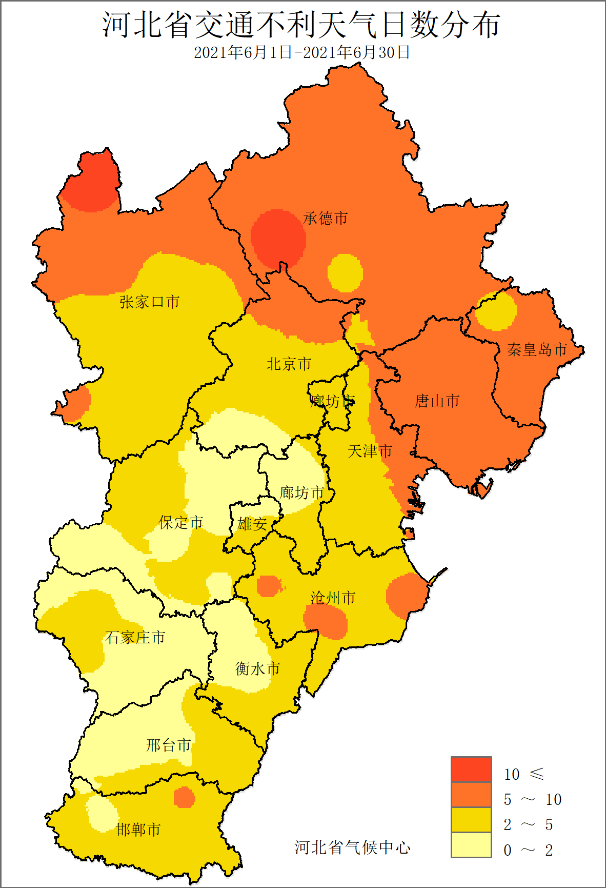 河北省交通不利天气日数分布
2021年6月1日-2021年6月30日
承德市
张家口市
秦皇岛市
北京市
廊坊市
唐山市
天津市
廊坊市
保定市
雄安
沧州市
石家庄市
衡水市
邢台市
邯郸市
10 ≤
5 ~ 10
2 ~ 5
0 ~ 2
河北省气候中心